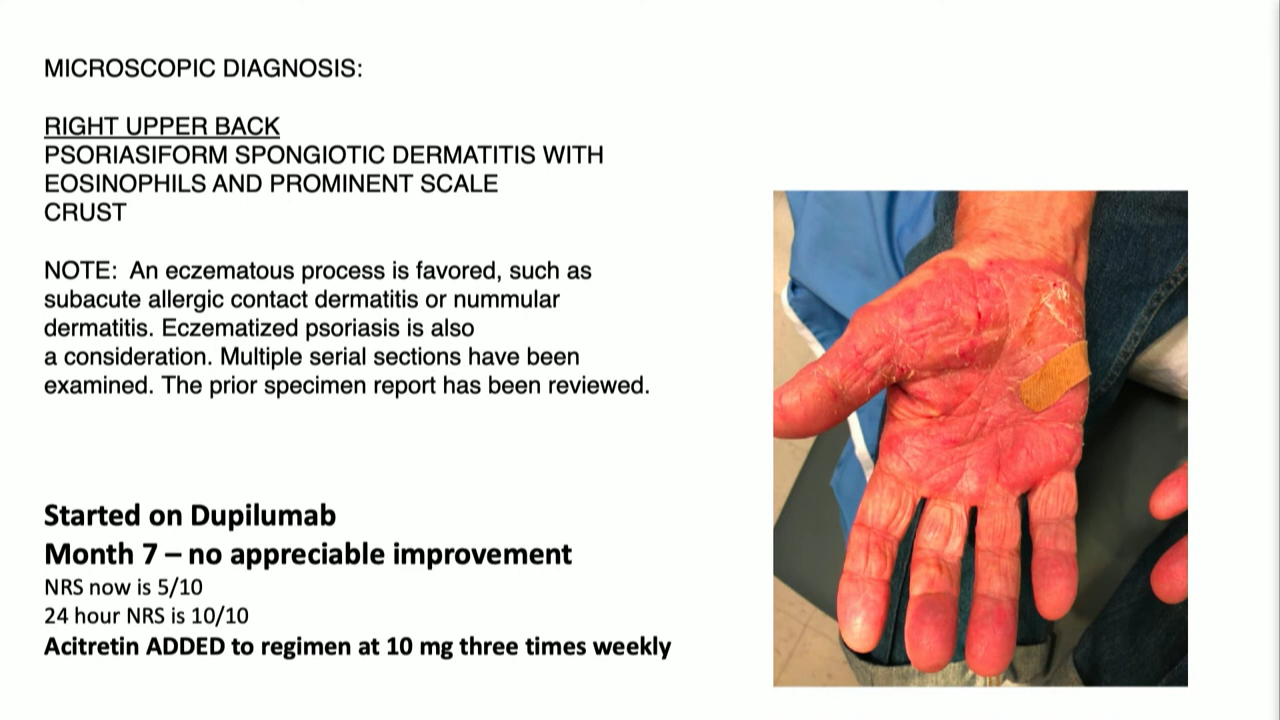 MICROSCOPIC DIAGNOSIS:
RIGHT UPPER BACK
PSORIASIFORM SPONGIOTIC DERMATITIS WITH
EOSINOPHILS AND PROMINENT SCALE
CRUST
NOTE: An eczematous process is favored, such as
subacute allergic contact dermatitis or nummular
dermatitis. Eczematized psoriasis is also
a consideration. Multiple serial sections have been
examined. The prior specimen report has been reviewed.
Started on Dupilumab
Month 7 – no appreciable improvement
NRS now is 5/10
24 hour NRS is 10/10
Acitretin ADDED to regimen at 10 mg three times weekly